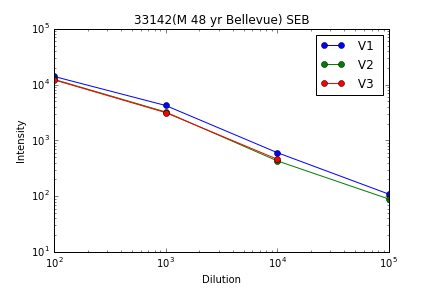 33142(M 48 yr Bellevue) SEB
10^5
V1
V2
V3
10^4
10^3
10^2
10^1
Intensity
10^2 10^3 10^4 10^5
Dilution